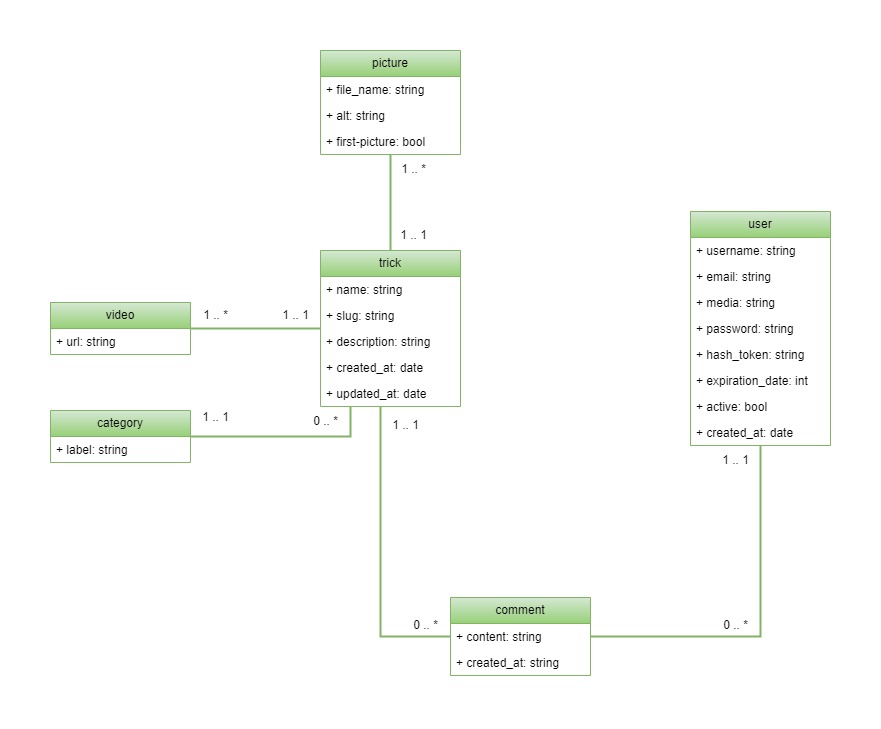 picture
+ file_name: string
+ alt: string
+ first-picture: bool
1 .. *
1 .. 1
trick
+ name: string
+ slug: string
+ description: string
+ created_at: date
+ updated_at: date
video
+ url: string
1 .. *
1 .. 1
category
+ label: string
1 .. 1
0 .. *
1 .. 1
user
+ username: string
+ email: string
+ media: string
+ password: string
+ hash_token: string
+ expiration_date: int
+ active: bool
+ created_at: date
1 .. 1
comment
+ content: string
+ created_at: string
0 .. *
0 .. *